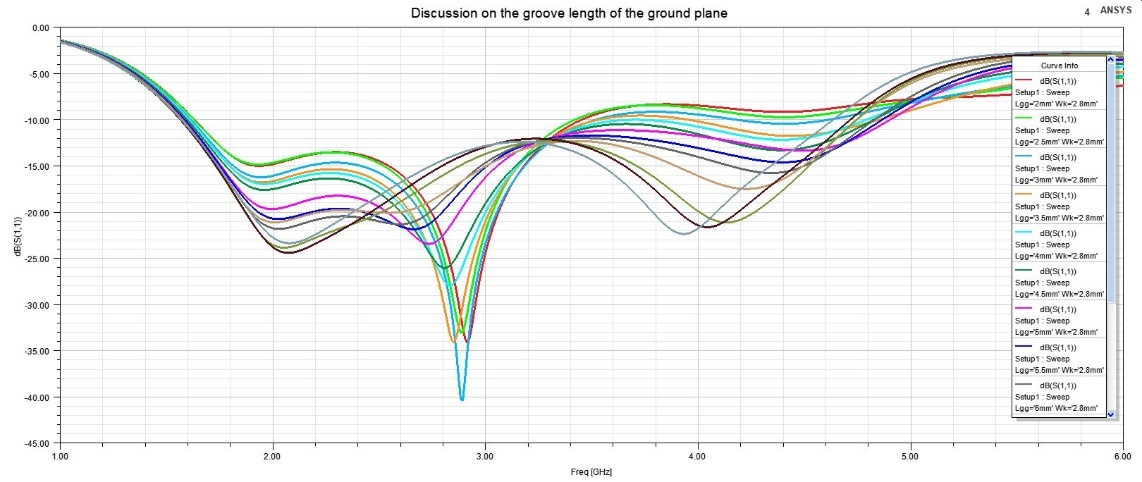 Discussion on the groove length of the ground plane
4 ANSYS
0.00
-5.00
-10.00
-15.00
-20.00
-25.00
-30.00
-35.00
-40.00
-45.00
dB(S(1,1))
1.00 2.00 3.00 4.00 5.00 6.00
Freq [GHz]
Curve Info
dB(S(1,1))
Setup1 : Sweep
Lgg='2mm' Wk='2.8mm'
dB(S(1,1))
Setup1 : Sweep
Lgg='2.5mm' Wk='2.8mm'
dB(S(1,1))
Setup1 : Sweep
Lgg='3mm' Wk='2.8mm'
dB(S(1,1))
Setup1 : Sweep
Lgg='3.5mm' Wk='2.8mm'
dB(S(1,1))
Setup1 : Sweep
Lgg='4mm' Wk='2.8mm'
dB(S(1,1))
Setup1 : Sweep
Lgg='4.5mm' Wk='2.8mm'
dB(S(1,1))
Setup1 : Sweep
Lgg='5mm' Wk='2.8mm'
dB(S(1,1))
Setup1 : Sweep
Lgg='5.5mm' Wk='2.8mm'
dB(S(1,1))
Setup1 : Sweep
Lgg='6mm' Wk='2.8mm'